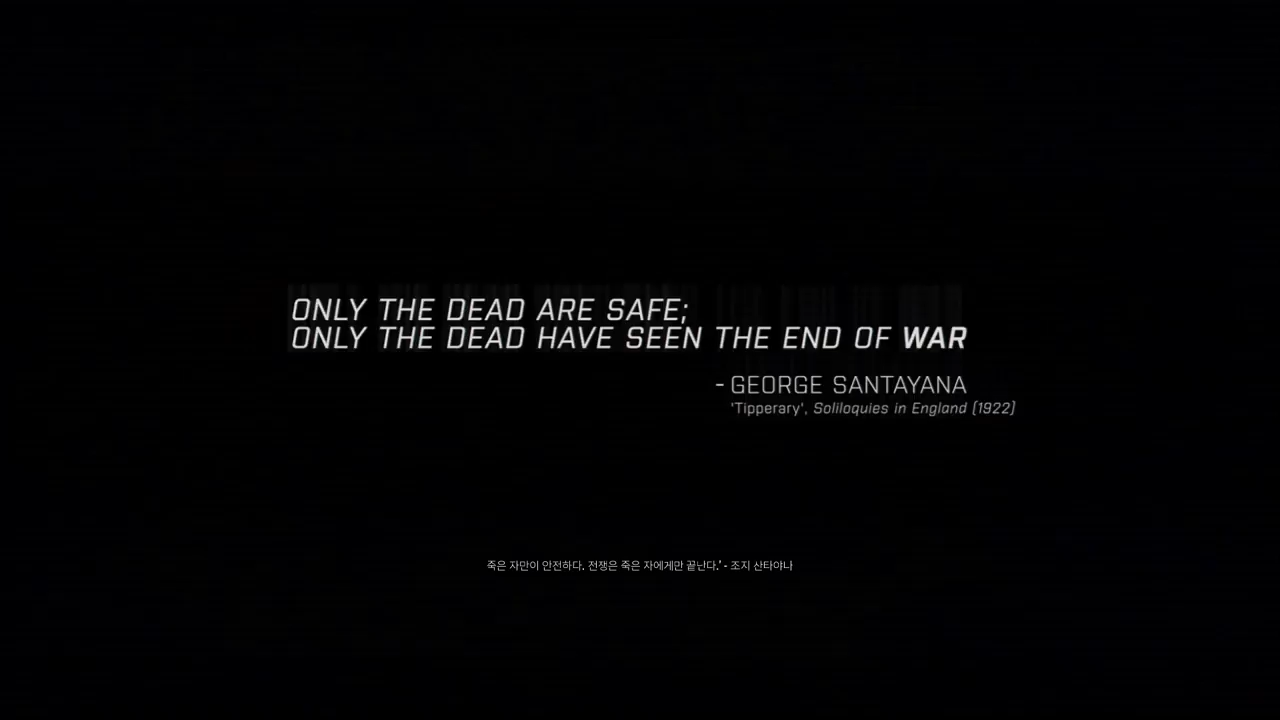 ONLY THE DEAD ARE SAFE;
ONLY THE DEAD HAVE SEEN THE END OF WAR
- GEORGE SANTAYANA
'Tipperary', Soliloquies in England (1922)
죽은 자만이 안전하다. 전쟁은 죽은 자에게만 끝난다.' - 조지 산타야나